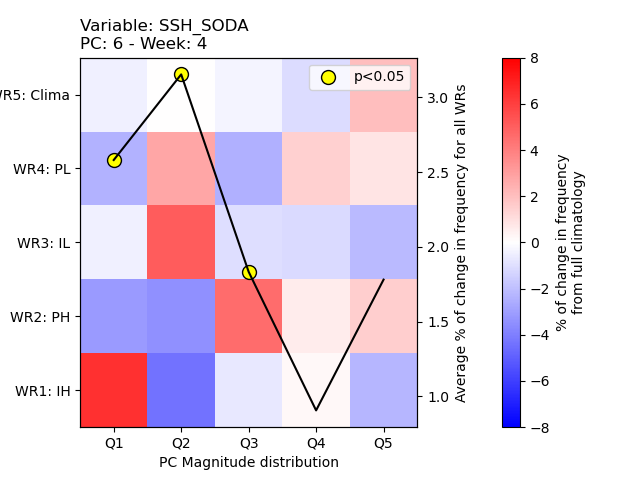 Variable: SSH_SODA
PC: 6 - Week: 4
p<0.05
WR5: Clima
WR4: PL
WR3: IL
WR2: PH
WR1: IH
Q1 Q2 Q3 Q4 Q5
PC Magnitude distribution
3.0
2.5
2.0
1.5
1.0
Average % of change in frequency for all WRs
8
6
4
2
0
−2
−4
−6
−8
% of change in frequency
from full climatology